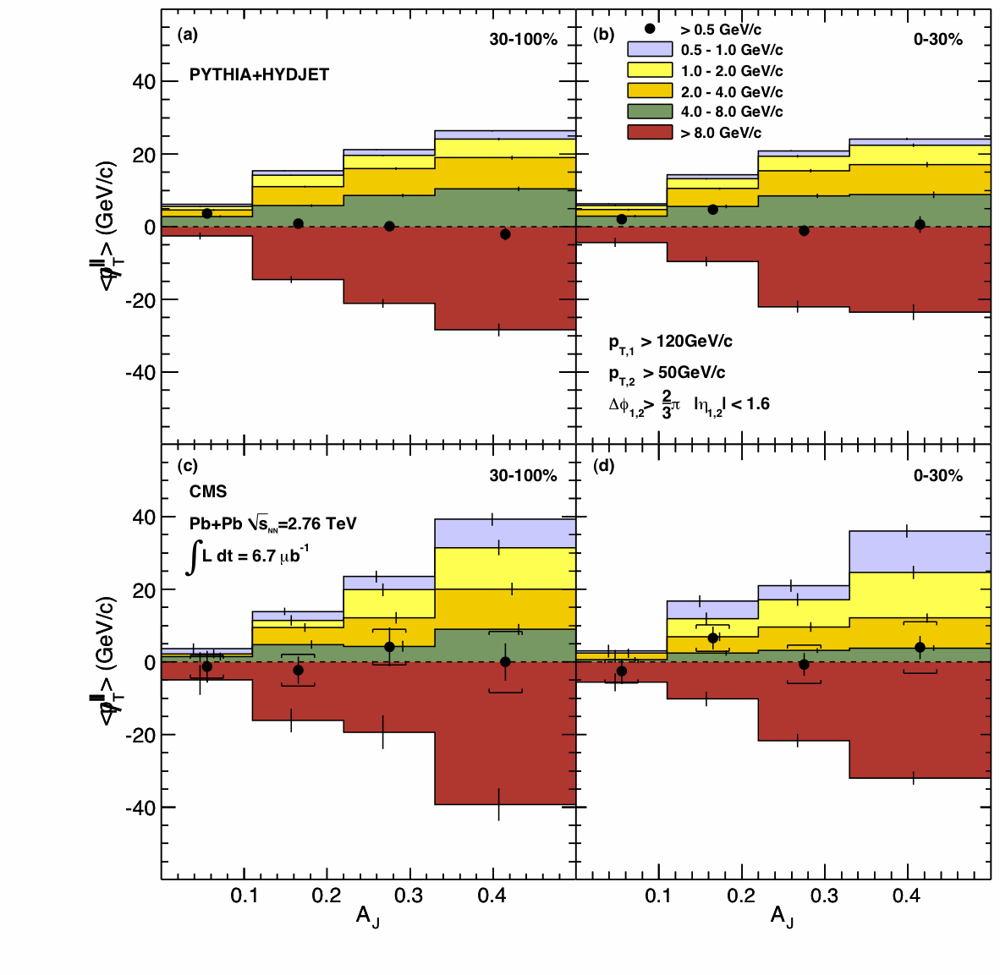 (a)
30-100%
PYTHIA+HYDJET
40
20
0
-20
-40
<p̸T||> (GeV/c)
(b)
0-30%
> 0.5 GeV/c
0.5 - 1.0 GeV/c
1.0 - 2.0 GeV/c
2.0 - 4.0 GeV/c
4.0 - 8.0 GeV/c
> 8.0 GeV/c
pT,1 > 120GeV/c
pT,2 > 50GeV/c
Δϕ1,2> 2/3π |η1,2| < 1.6
(c)
30-100%
CMS
Pb+Pb √sNN=2.76 TeV
∫L dt = 6.7 μb-1
40
20
0
-20
-40
<p̸T||> (GeV/c)
0.1 0.2 0.3 0.4
AJ
(d)
0-30%
0.1 0.2 0.3 0.4
AJ